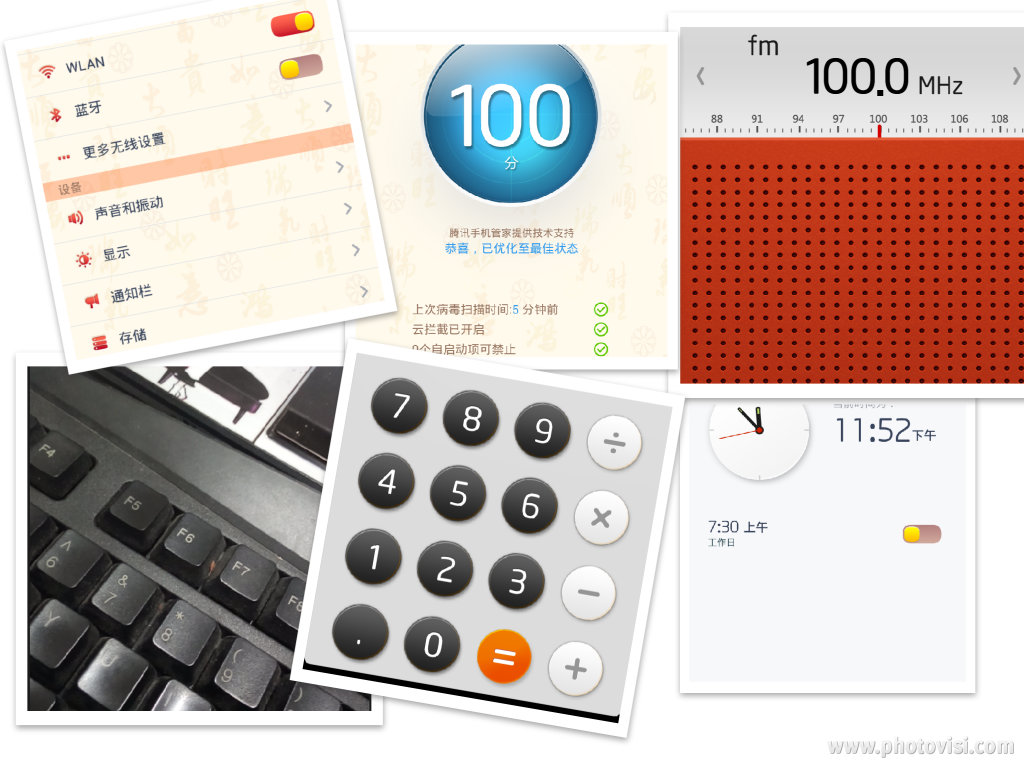 WLAN
蓝牙
更多无线设置
设备
声音和振动
显示
通知栏
存储
100
分
腾讯手机管家提供技术支持
恭喜，已优化至最佳状态
上次病毒扫描时间:5 分钟前
云拦截已开启
9个自启动项可禁止
fm
100.0 MHz
88 91 94 97 100 103 106 108
F4
F5
F6
F7
^
6
&
7
*
8
(
9
)
Y
U
7 8 9 ÷
4 5 6 ×
1 2 3 −
. 0 = +
当前时间为：
11:52下午
7:30 上午
工作日
www.photovisi.com